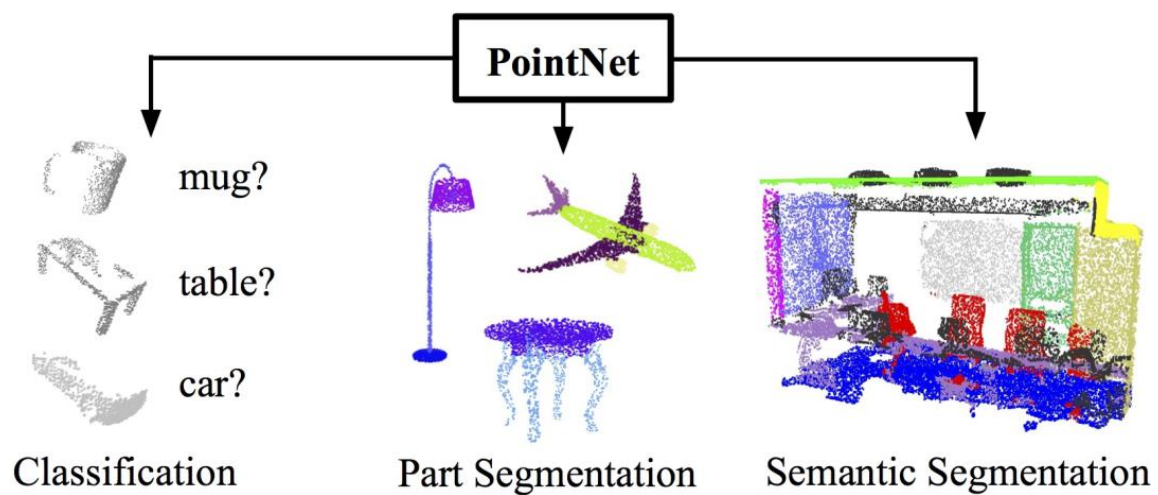 PointNet
mug?
table?
car?
Classification
Part Segmentation
Semantic Segmentation